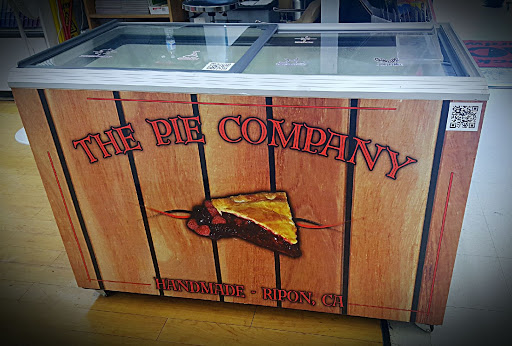 THE PIE COMPANY
HANDMADE - RIPON, CA